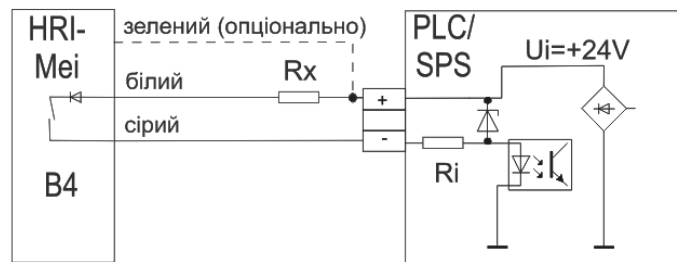 HRI-
Mei
зелений (опціонально)
PLC/
SPS
Ui=+24V
білий
Rx
+
сірий
-
Ri
B4